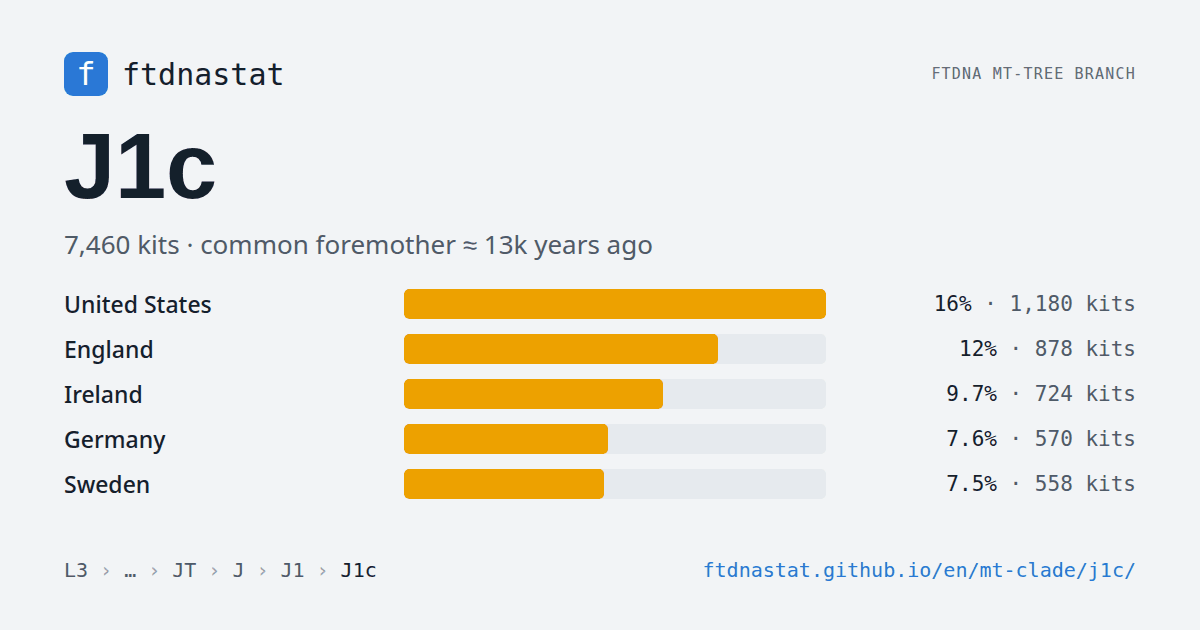 f ftdnastat
FTDNA MT-TREE BRANCH
J1c
7,460 kits · common foremother ≈ 13k years ago
United States 16% · 1,180 kits
England 12% · 878 kits
Ireland 9.7% · 724 kits
Germany 7.6% · 570 kits
Sweden 7.5% · 558 kits
L3 › … › JT › J › J1 › J1c
ftdnastat.github.io/en/mt-clade/j1c/